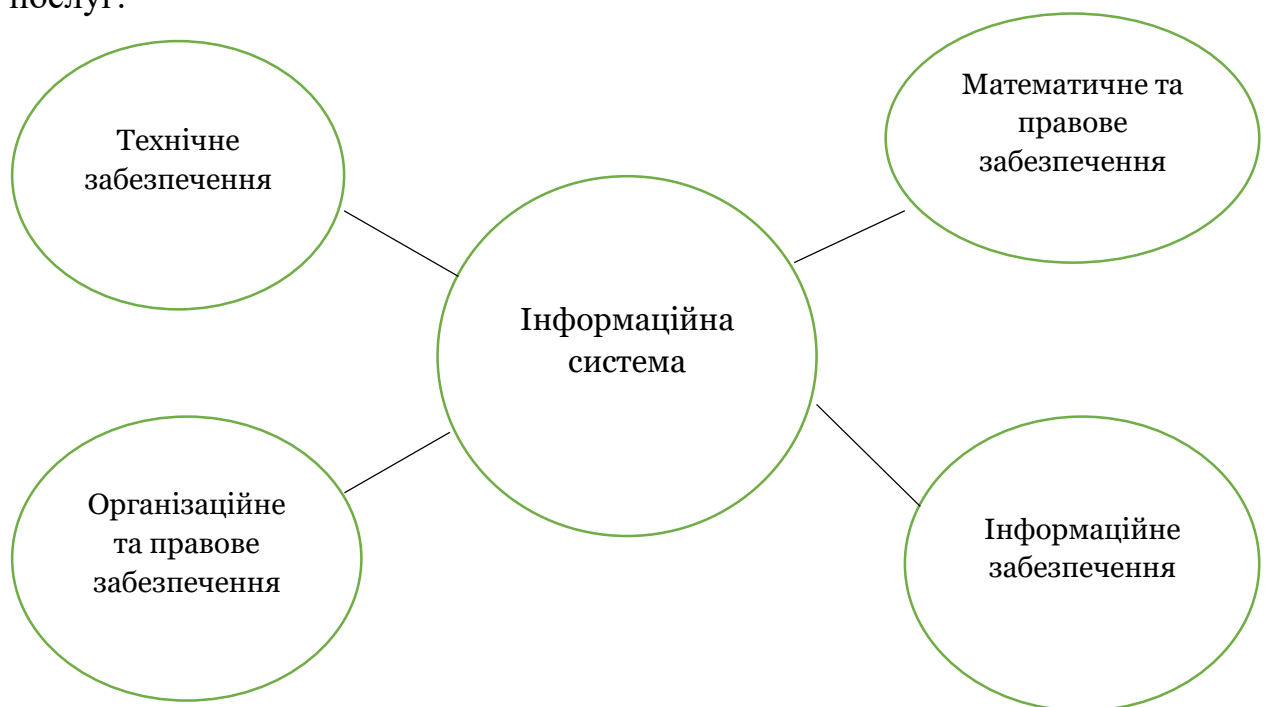 послуг.
Технічне
забезпечення
Математичне та
правове
забезпечення
Інформаційна
система
Організаційне
та правове
забезпечення
Інформаційне
забезпечення